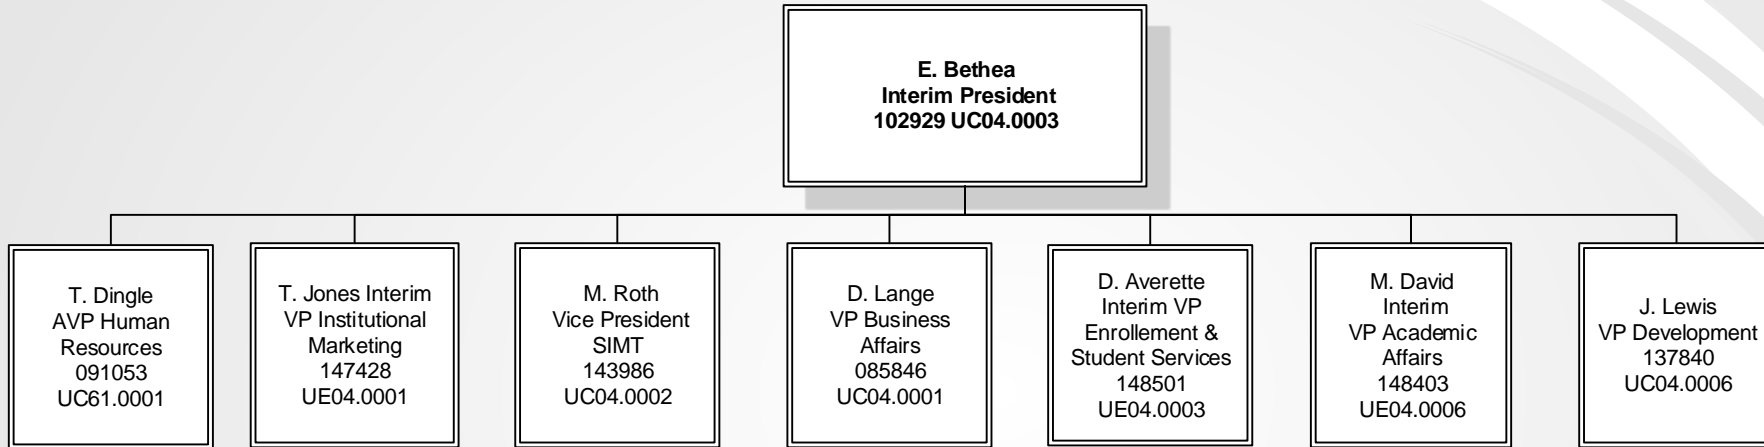 E. Bethea
Interim President
102929 UC04.0003
T. Dingle
AVP Human
Resources
091053
UC61.0001
T. Jones Interim
VP Institutional
Marketing
147428
UE04.0001
M. Roth
Vice President
SIMT
143986
UC04.0002
D. Lange
VP Business
Affairs
085846
UC04.0001
D. Averette
Interim VP
Enrollement &
Student Services
148501
UE04.0003
M. David
Interim
VP Academic
Affairs
148403
UE04.0006
J. Lewis
VP Development
137840
UC04.0006